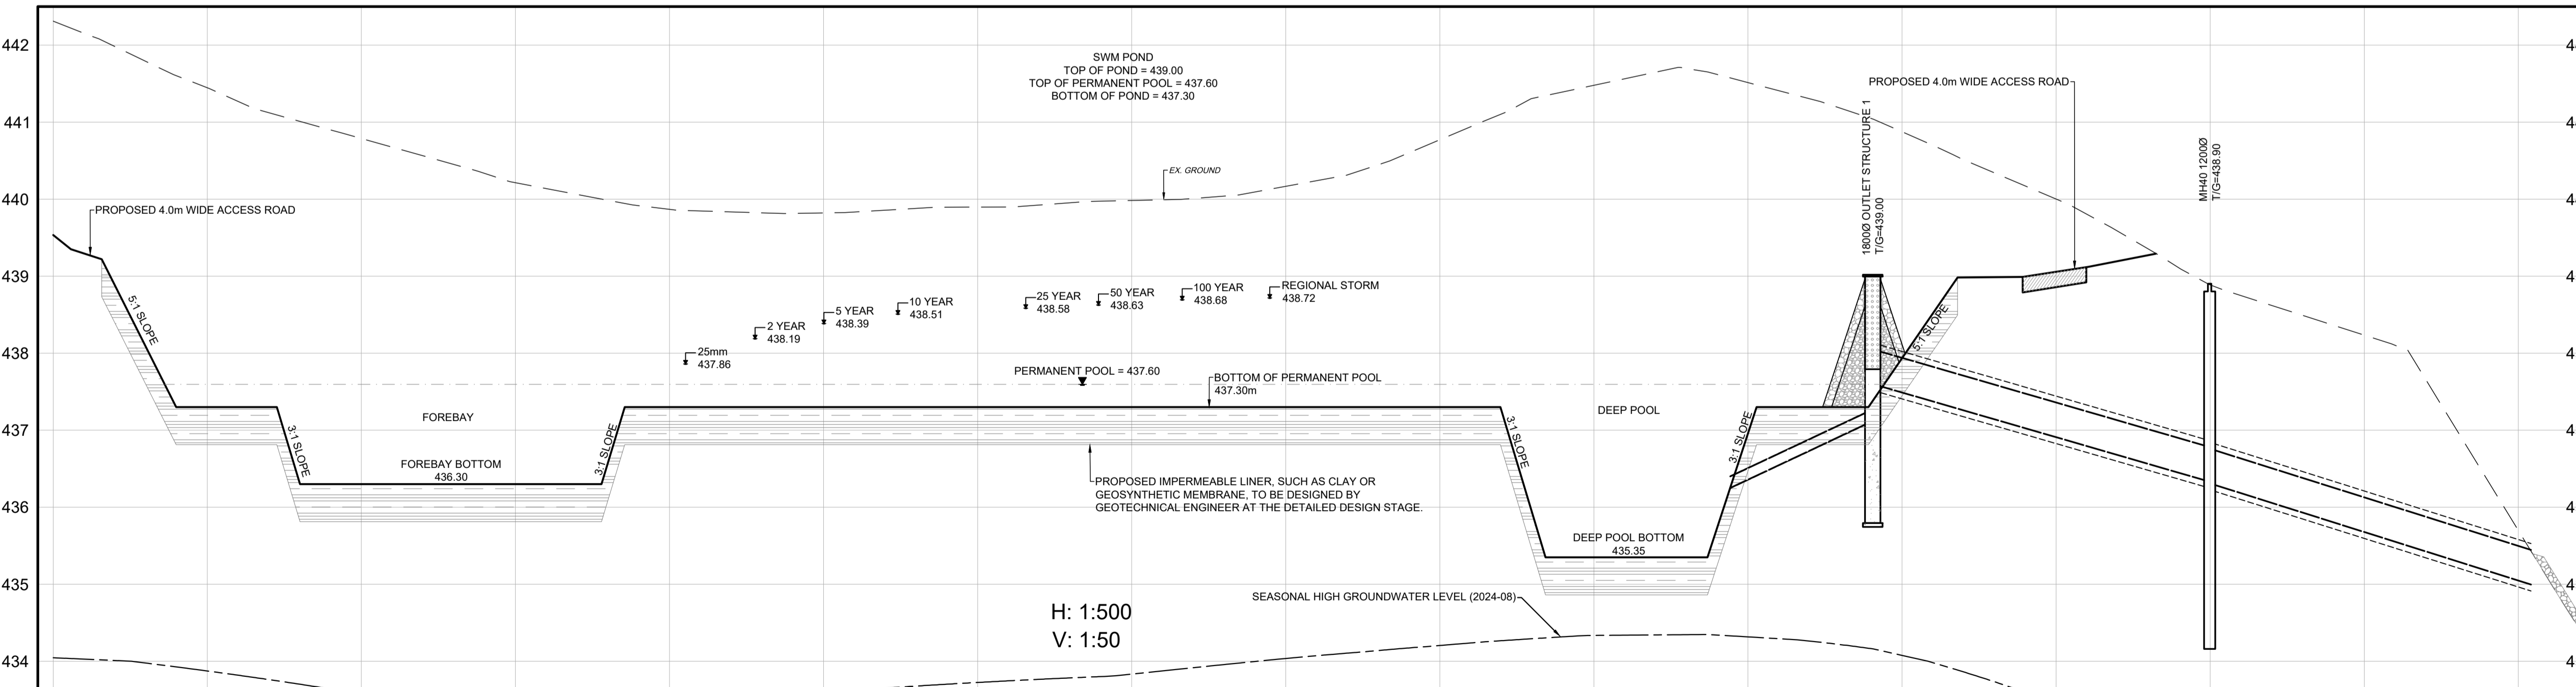 442
441
440
439
438
437
436
435
434
SWM POND
TOP OF POND = 439.00
TOP OF PERMANENT POOL = 437.60
BOTTOM OF POND = 437.30
PROPOSED 4.0m WIDE ACCESS ROAD
EX. GROUND
PROPOSED 4.0m WIDE ACCESS ROAD
1800Ø OUTLET STRUCTURE 1
T/G=439.00
MH40 1200Ø
T/G=438.90
5:1 SLOPE
25mm
437.86
2 YEAR
438.19
5 YEAR
438.39
10 YEAR
438.51
25 YEAR
438.58
50 YEAR
438.63
100 YEAR
438.68
REGIONAL STORM
438.72
5:1 SLOPE
PERMANENT POOL = 437.60
BOTTOM OF PERMANENT POOL
437.30m
FOREBAY
DEEP POOL
3:1 SLOPE
3:1 SLOPE
3:1 SLOPE
3:1 SLOPE
FOREBAY BOTTOM
436.30
PROPOSED IMPERMEABLE LINER, SUCH AS CLAY OR
GEOSYNTHETIC MEMBRANE, TO BE DESIGNED BY
GEOTECHNICAL ENGINEER AT THE DETAILED DESIGN STAGE.
DEEP POOL BOTTOM
435.35
SEASONAL HIGH GROUNDWATER LEVEL (2024-08)
H: 1:500
V: 1:50